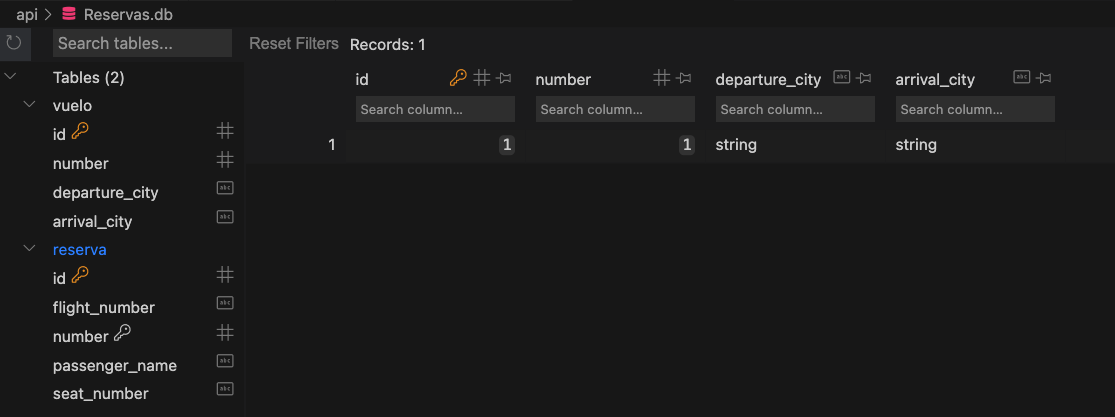 api > Reservas.db
Search tables... Reset Filters Records: 1
Tables (2)
vuelo
id
number
departure_city
arrival_city
reserva
id
flight_number
number
passenger_name
seat_number
id number departure_city arrival_city
Search column... Search column... Search column... Search column...
1 1 1 string string